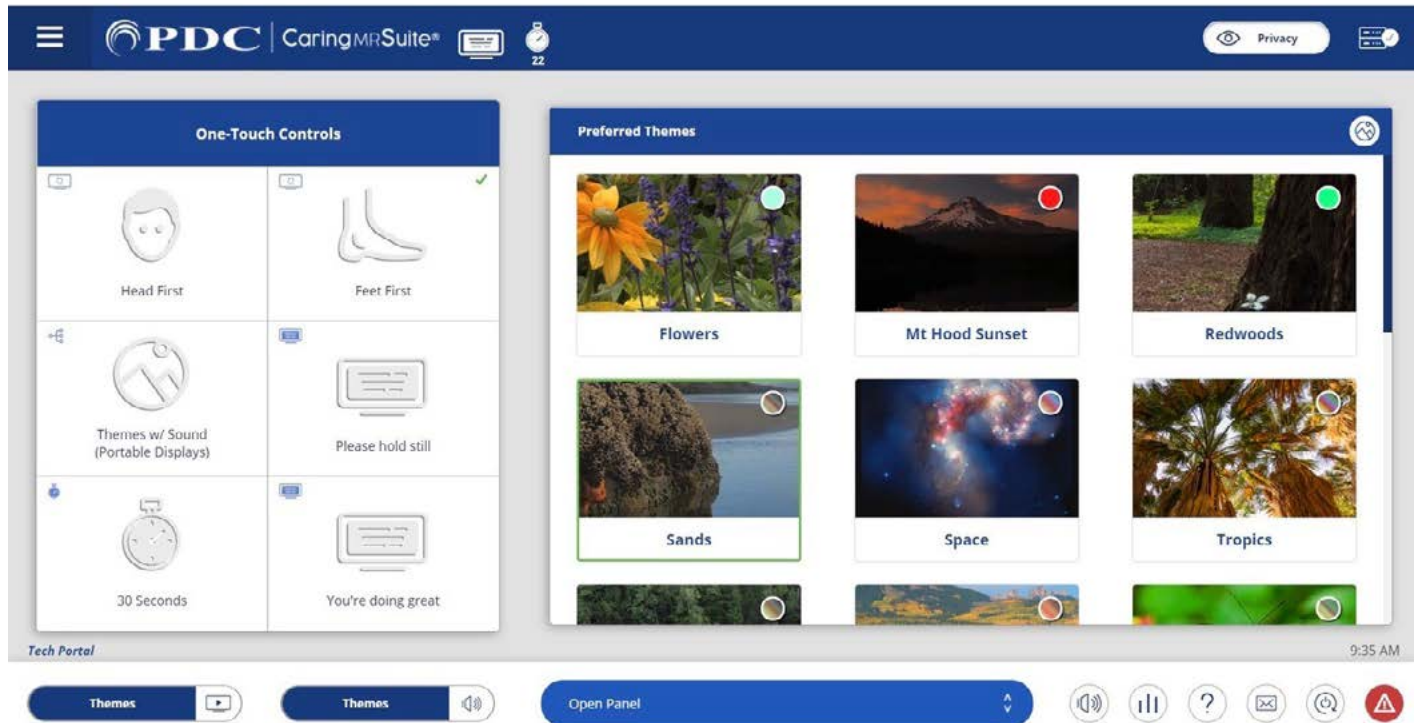 PDC CaringMRSuite®
22
Privacy
One-Touch Controls
Head First
Feet First
Themes w/ Sound
(Portable Displays)
Please hold still
30 Seconds
You're doing great
Preferred Themes
Flowers
Mt Hood Sunset
Redwoods
Sands
Space
Tropics
Tech Portal
9:35 AM
Themes
Themes
Open Panel
?